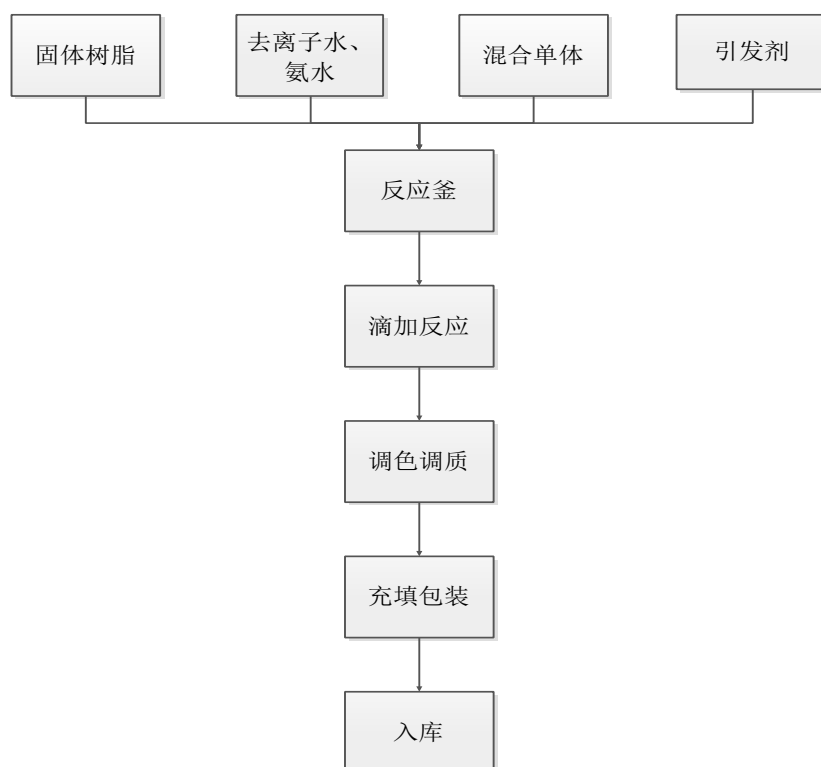 固体树脂
去离子水、
氨水
混合单体
引发剂
反应釜
滴加反应
调色调质
充填包装
入库